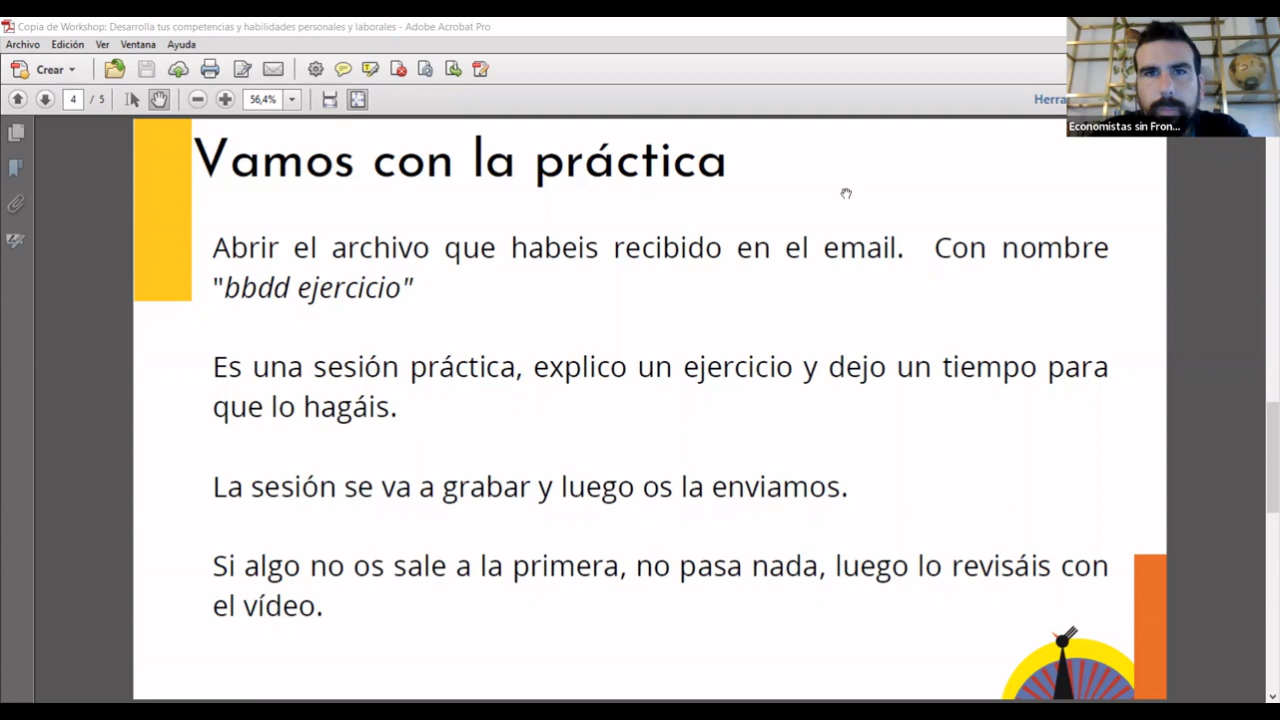 Copia de Workshop: Desarrolla tus competencias y habilidades personales y laborales - Adobe Acrobat Pro
Archivo Edición Ver Ventana Ayuda
Crear
4 / 5 56,4% Herra
Economistas sin Fron...
Vamos con la práctica
Abrir el archivo que habeis recibido en el email. Con nombre
"bbdd ejercicio"
Es una sesión práctica, explico un ejercicio y dejo un tiempo para
que lo hagáis.
La sesión se va a grabar y luego os la enviamos.
Si algo no os sale a la primera, no pasa nada, luego lo revisáis con
el vídeo.